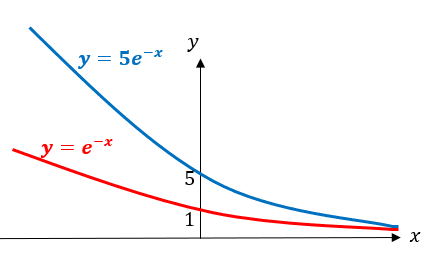 y
y = 5e⁻ˣ
y = e⁻ˣ
5
1
x